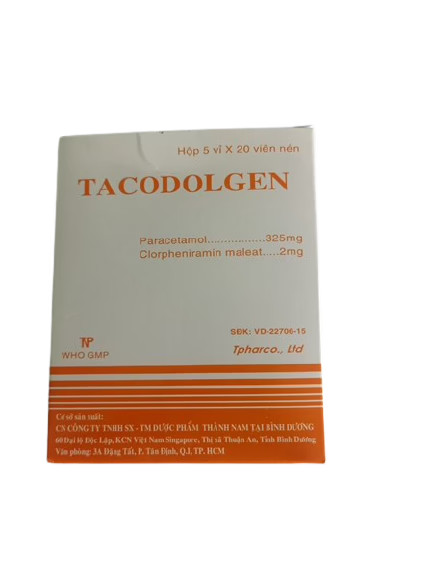 Hộp 5 vỉ X 20 viên nén
TACODOLGEN
Paracetamol.................325mg
Clorpheniramin maleat.....2mg
SĐK: VD-22706-15
TNP
WHO GMP
Tpharco., Ltd
Cơ sở sản xuất:
CN CÔNG TY TNHH SX - TM DƯỢC PHẨM THÀNH NAM TẠI BÌNH DƯƠNG
60 Đại lộ Độc Lập, KCN Việt Nam Singapore, Thị xã Thuận An, Tỉnh Bình Dương
Văn phòng: 3A Đặng Tất, P. Tân Định, Q.1, TP. HCM